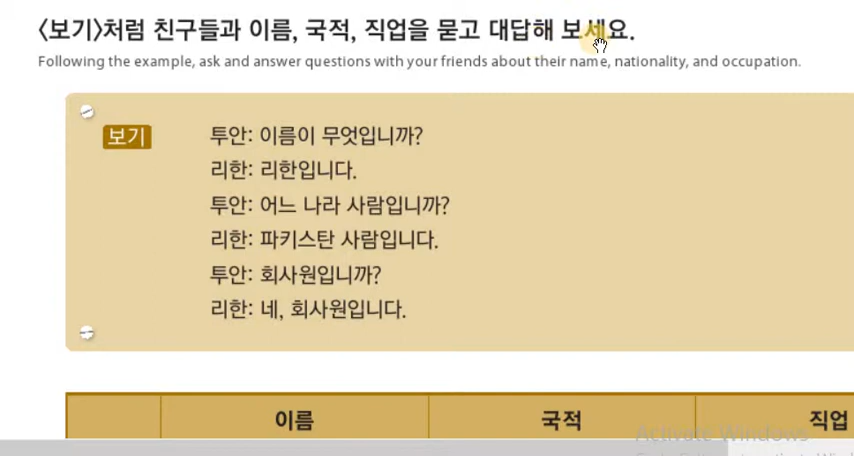 <보기>처럼 친구들과 이름, 국적, 직업을 묻고 대답해 보세요.
Following the example, ask and answer questions with your friends about their name, nationality, and occupation.
보기
투안: 이름이 무엇입니까?
리한: 리한입니다.
투안: 어느 나라 사람입니까?
리한: 파키스탄 사람입니다.
투안: 회사원입니까?
리한: 네, 회사원입니다.
이름 국적 직업
Activate Windows